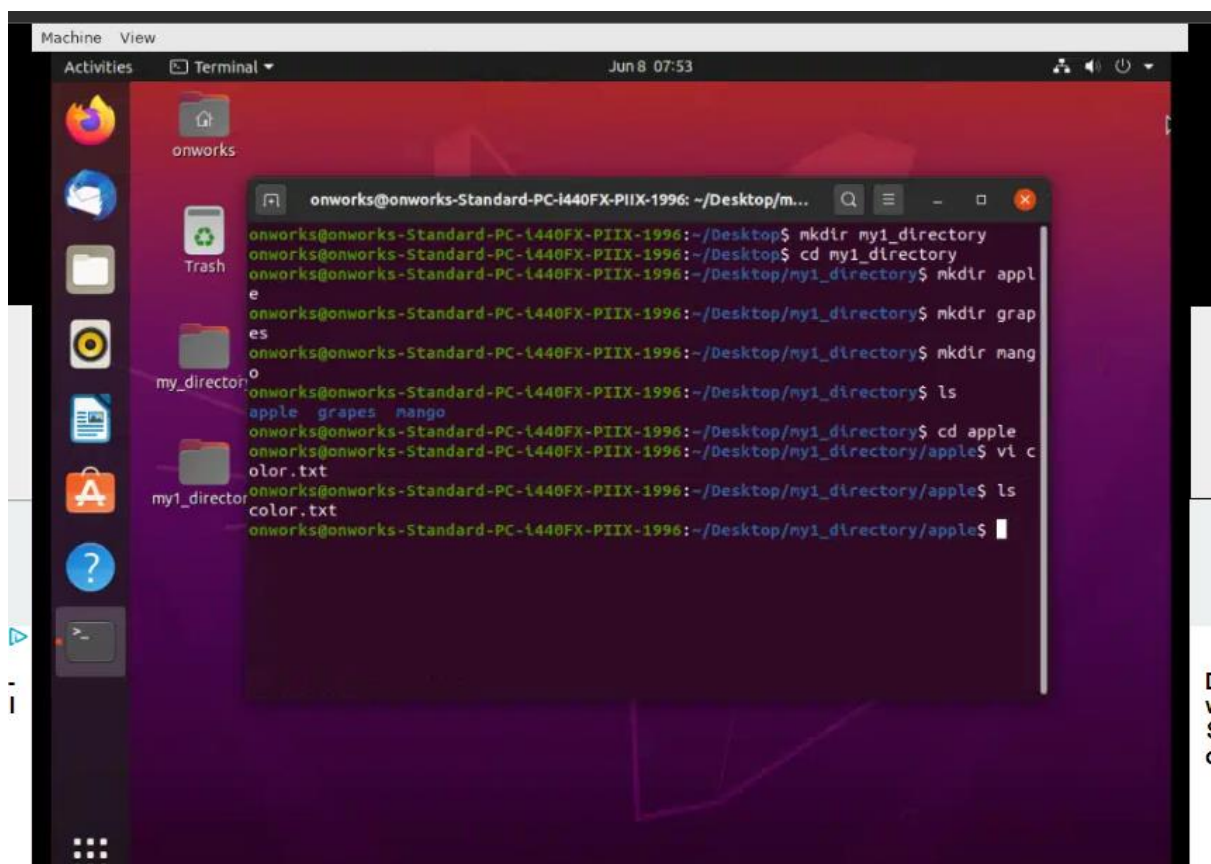 Machine View
Activities Terminal Jun 8 07:53
onworks
Trash
my_director
my1_director
onworks@onworks-Standard-PC-i440FX-PIIX-1996: ~/Desktop/m...
onworks@onworks-Standard-PC-i440FX-PIIX-1996:~/Desktop$ mkdir my1_directory
onworks@onworks-Standard-PC-i440FX-PIIX-1996:~/Desktop$ cd my1_directory
onworks@onworks-Standard-PC-i440FX-PIIX-1996:~/Desktop/my1_directory$ mkdir appl
e
onworks@onworks-Standard-PC-i440FX-PIIX-1996:~/Desktop/my1_directory$ mkdir grap
es
onworks@onworks-Standard-PC-i440FX-PIIX-1996:~/Desktop/my1_directory$ mkdir mang
o
onworks@onworks-Standard-PC-i440FX-PIIX-1996:~/Desktop/my1_directory$ ls
apple grapes mango
onworks@onworks-Standard-PC-i440FX-PIIX-1996:~/Desktop/my1_directory$ cd apple
onworks@onworks-Standard-PC-i440FX-PIIX-1996:~/Desktop/my1_directory/apple$ vi c
olor.txt
onworks@onworks-Standard-PC-i440FX-PIIX-1996:~/Desktop/my1_directory/apple$ ls
color.txt
onworks@onworks-Standard-PC-i440FX-PIIX-1996:~/Desktop/my1_directory/apple$